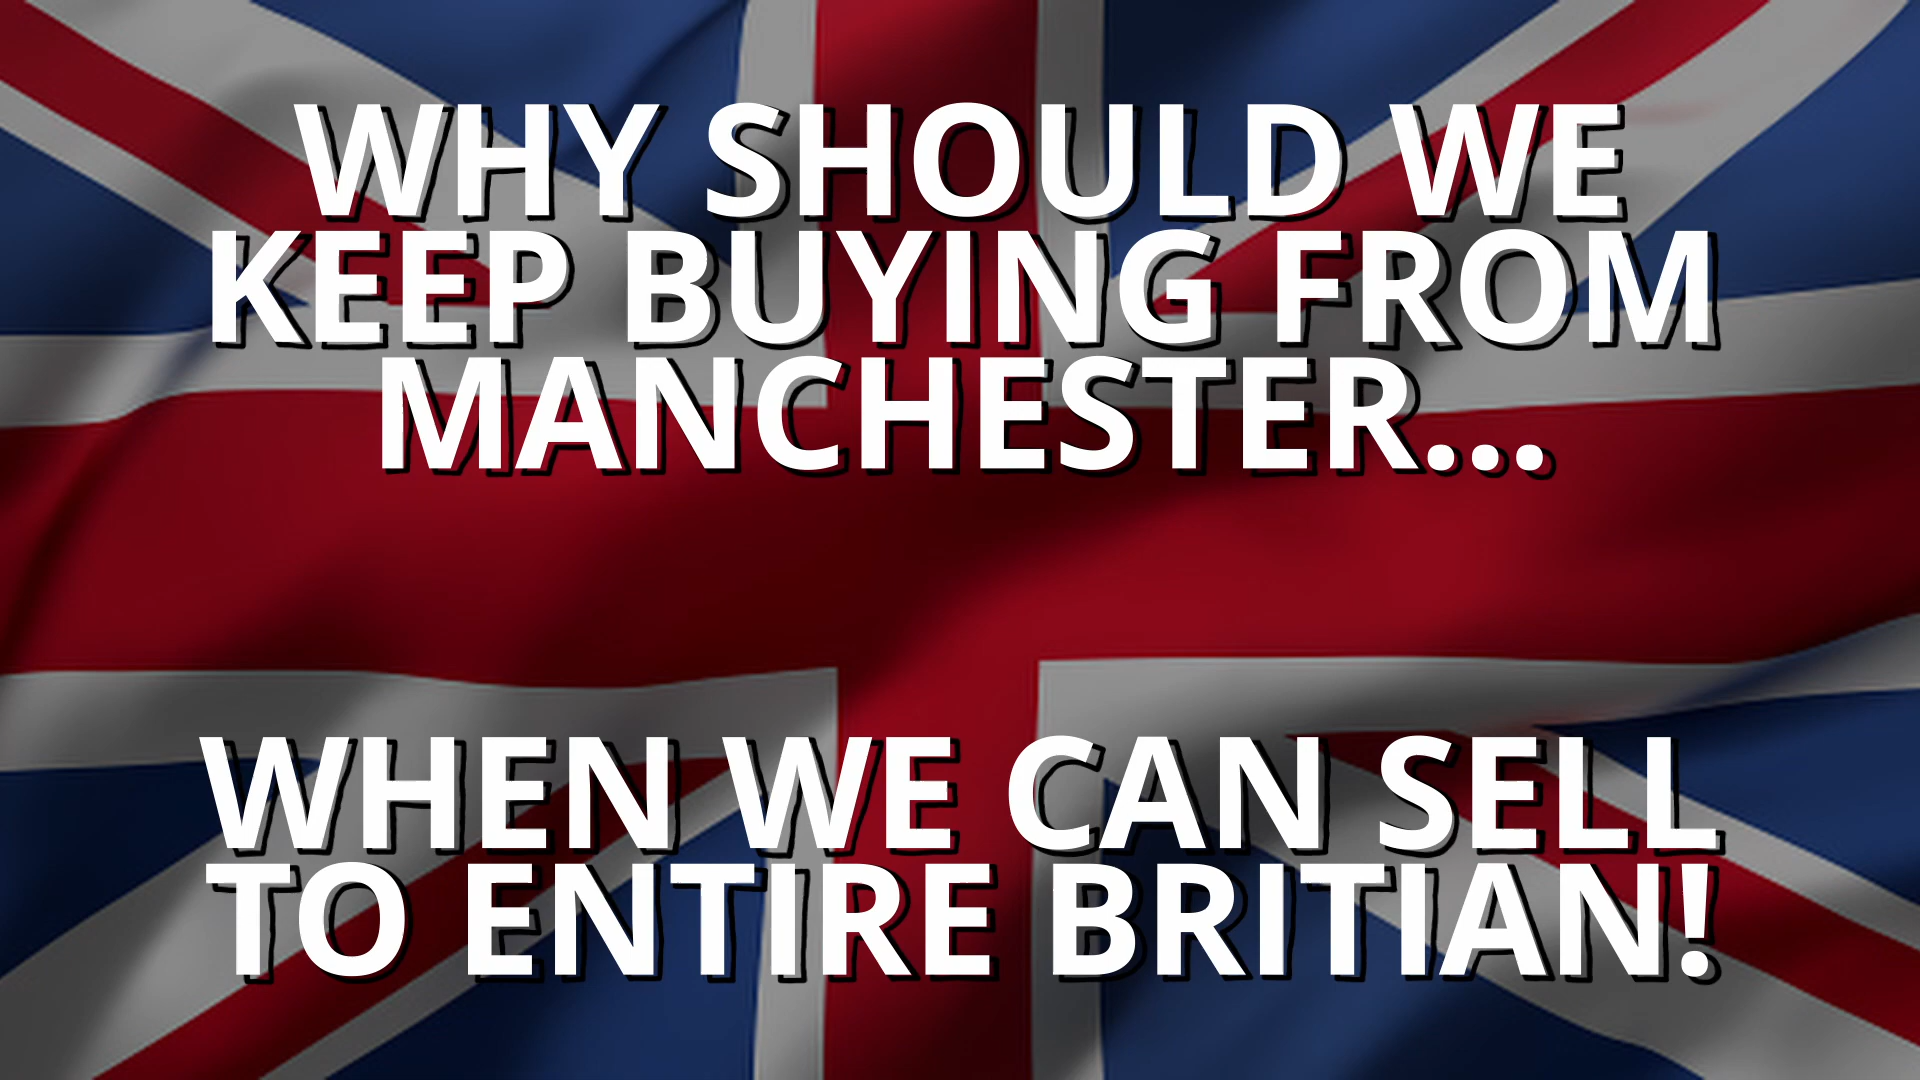 WHY SHOULD WE
KEEP BUYING FROM
MANCHESTER...
WHEN WE CAN SELL
TO ENTIRE BRITIAN!